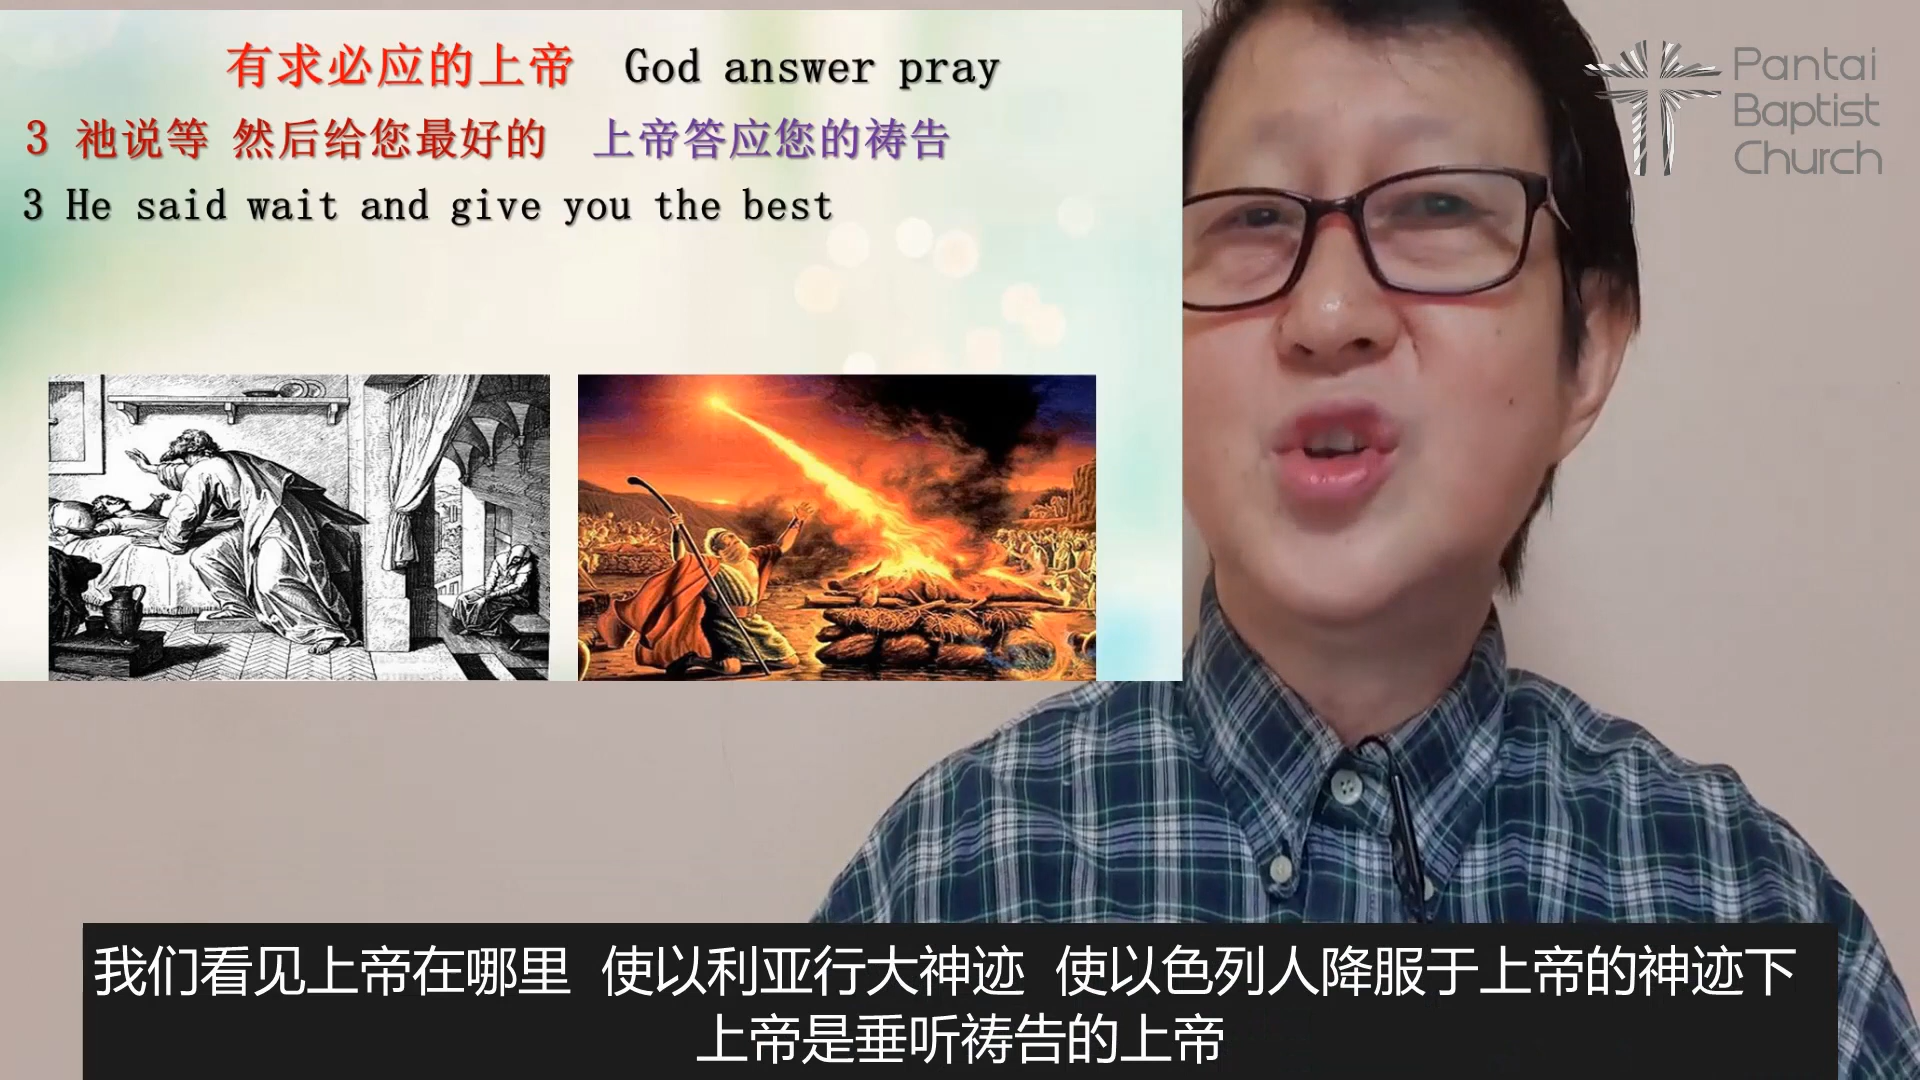 有求必应的上帝 God answer pray
3 祂说等 然后给您最好的 上帝答应您的祷告
3 He said wait and give you the best
Pantai
Baptist
Church
我们看见上帝在哪里 使以利亚行大神迹 使以色列人降服于上帝的神迹下
上帝是垂听祷告的上帝